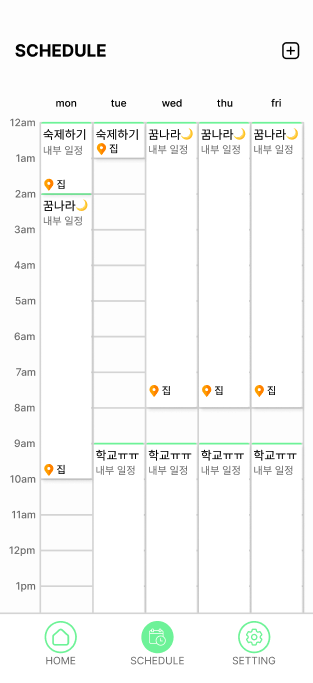 SCHEDULE
mon tue wed thu fri
12am
숙제하기 숙제하기 꿈나라🌙 꿈나라🌙 꿈나라🌙
내부 일정 집 내부 일정 내부 일정 내부 일정
1am
집
2am
꿈나라🌙
내부 일정
3am
4am
5am
6am
7am
집 집 집
8am
9am
학교ㅠㅠ 학교ㅠㅠ 학교ㅠㅠ 학교ㅠㅠ
집 내부 일정 내부 일정 내부 일정 내부 일정
10am
11am
12pm
1pm
HOME SCHEDULE SETTING